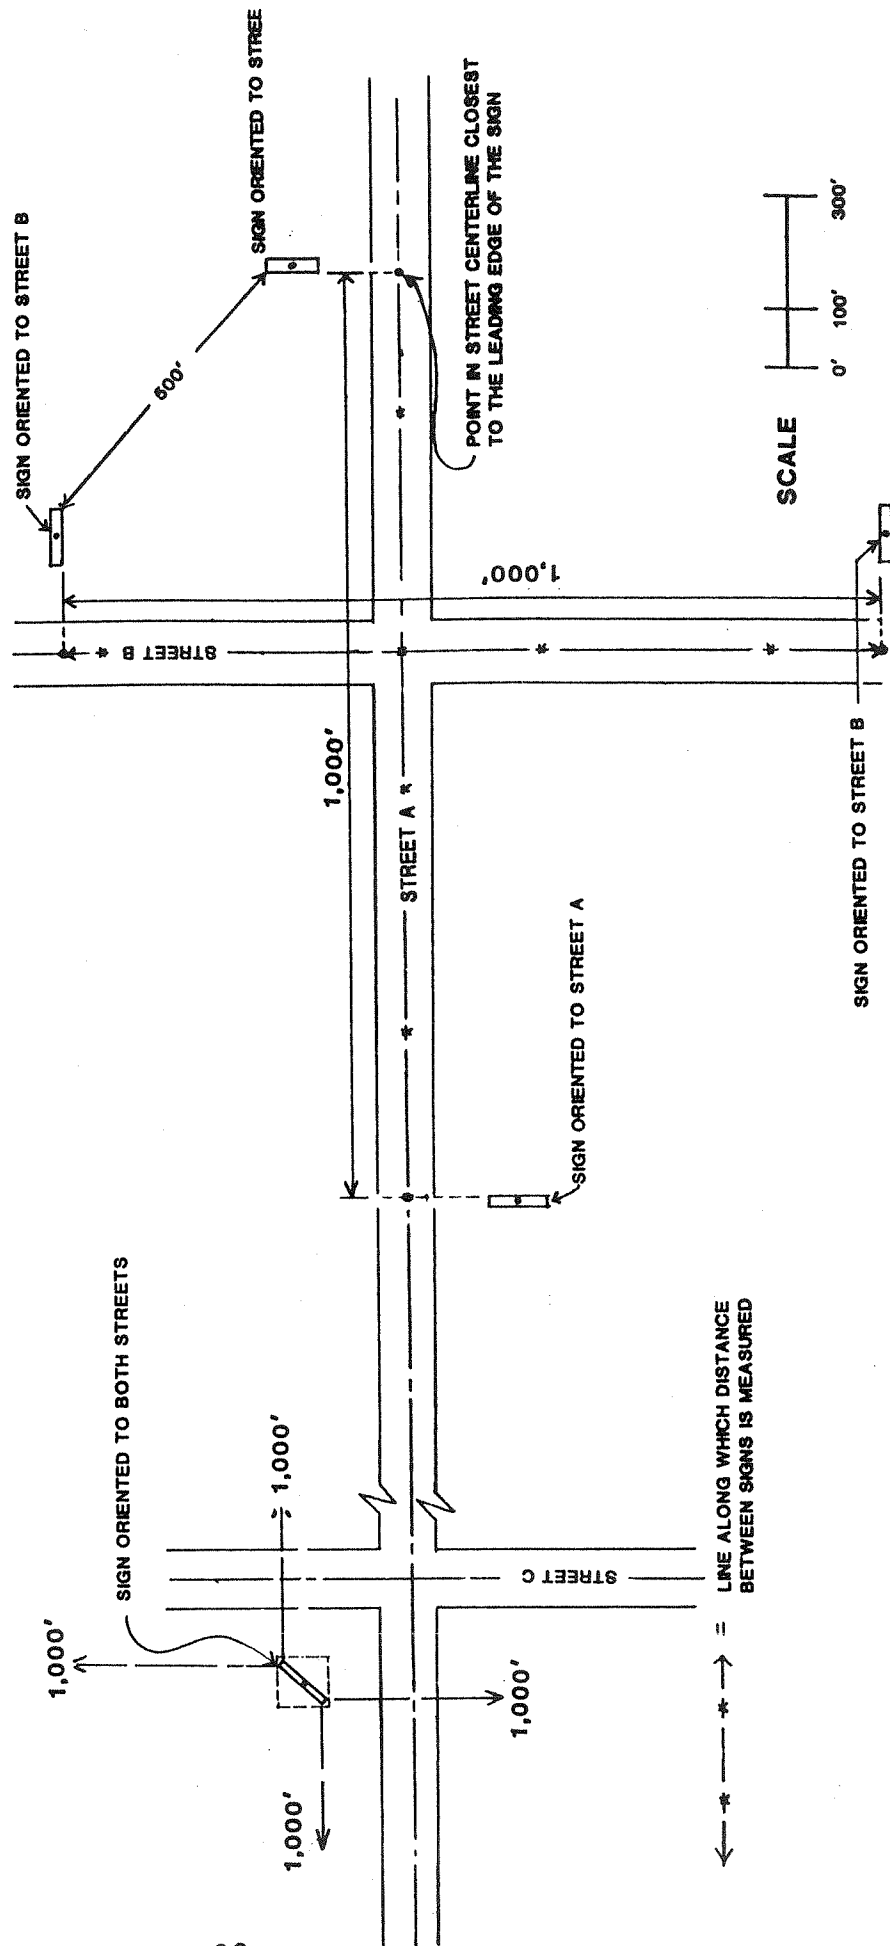 SIGN ORIENTED TO STREET B
SIGN ORIENTED TO STREE
500'
POINT IN STREET CENTERLINE CLOSEST
TO THE LEADING EDGE OF THE SIGN
SCALE
0' 100' 300'
1,000'
STREET B
1,000'
STREET A
SIGN ORIENTED TO STREET B
SIGN ORIENTED TO STREET A
SIGN ORIENTED TO BOTH STREETS
1,000'
1,000'
1,000'
1,000'
STREET C
= LINE ALONG WHICH DISTANCE
BETWEEN SIGNS IS MEASURED